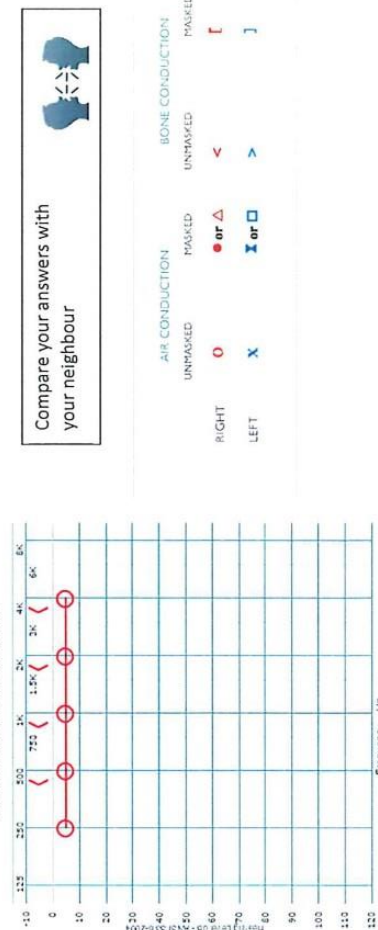 Compare your answers with
your neighbour
AIR CONDUCTION
BONE CONDUCTION
UNMASKED
MASKED
UNMASKED
MASKED
RIGHT
O
● or △
<
[
LEFT
X
or □
>
]
125
250
500
750
1K
1.5K
2K
3K
4K
6K
8K
-10
0
10
20
30
40
50
60
70
80
90
100
110
120